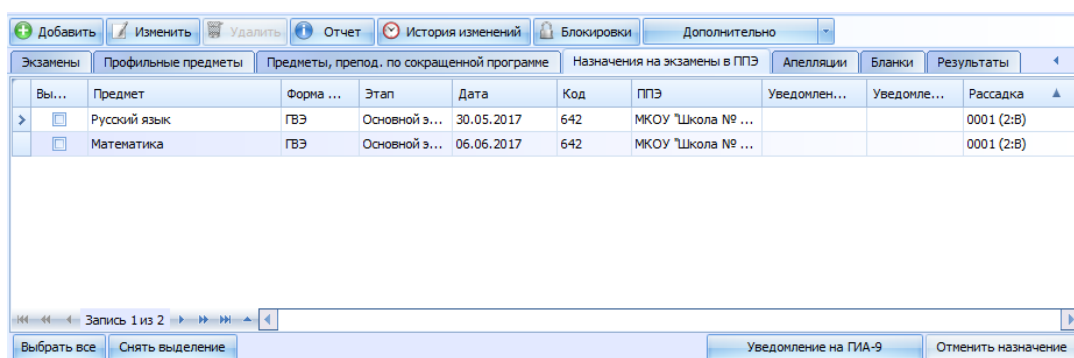 Добавить Изменить Удалить Отчет История изменений Блокировки Дополнительно
Экзамены Профильные предметы Предметы, препод. по сокращенной программе Назначения на экзамены в ППЭ Апелляции Бланки Результаты
Вы... Предмет Форма ... Этап Дата Код ППЭ Уведомлен... Уведомле... Рассадка
Русский язык ГВЭ Основной э... 30.05.2017 642 МКОУ "Школа № ... 0001 (2:В)
Математика ГВЭ Основной э... 06.06.2017 642 МКОУ "Школа № ... 0001 (2:В)
Запись 1 из 2
Выбрать все Снять выделение Уведомление на ГИА-9 Отменить назначение